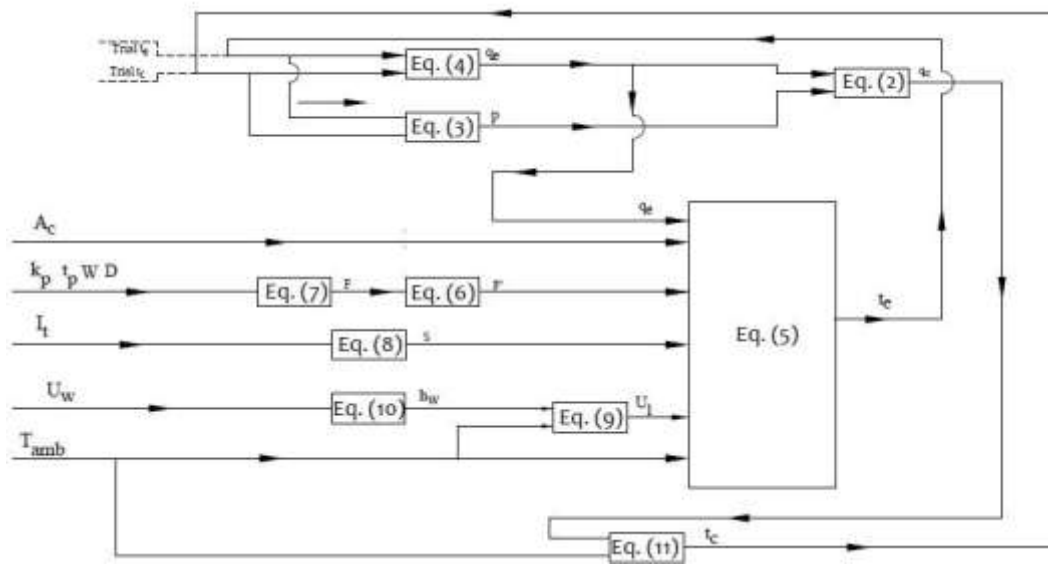 Trial t_e
Trial t_c
Eq. (4)
q_e
Eq. (2)
q_c
Eq. (3)
p
q_e
A_c
k_p t_p W D
Eq. (7)
F
Eq. (6)
F'
I_t
Eq. (8)
S
Eq. (5)
t_e
U_w
Eq. (10)
h_w
Eq. (9)
U_l
T_amb
Eq. (11)
t_c